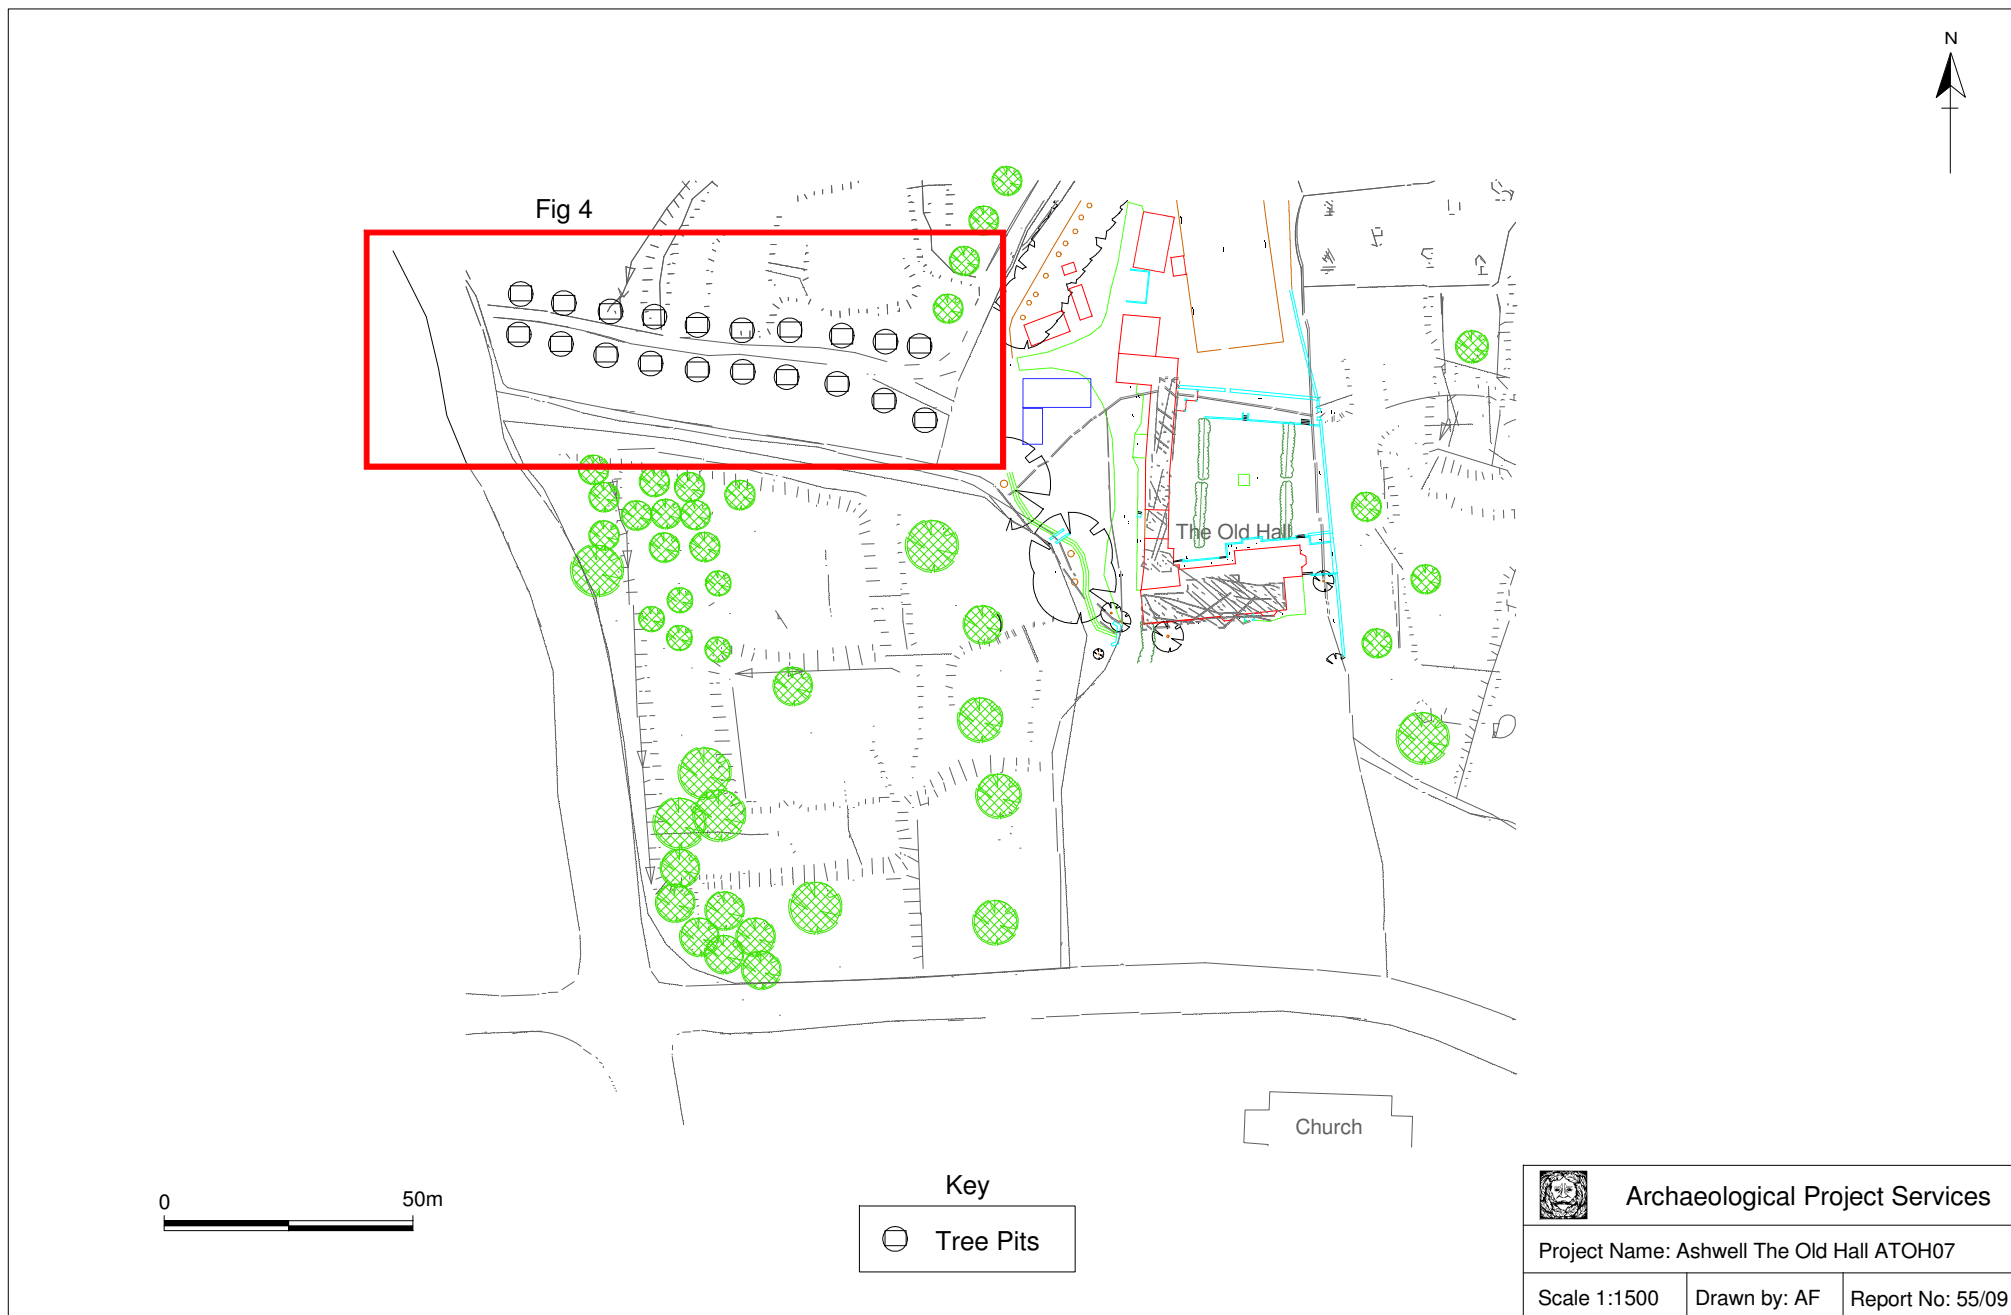 N
Fig 4
The Old Hall
Church
0 50m
Key
Tree Pits
Archaeological Project Services
Project Name: Ashwell The Old Hall ATOH07
Scale 1:1500 Drawn by: AF Report No: 55/09